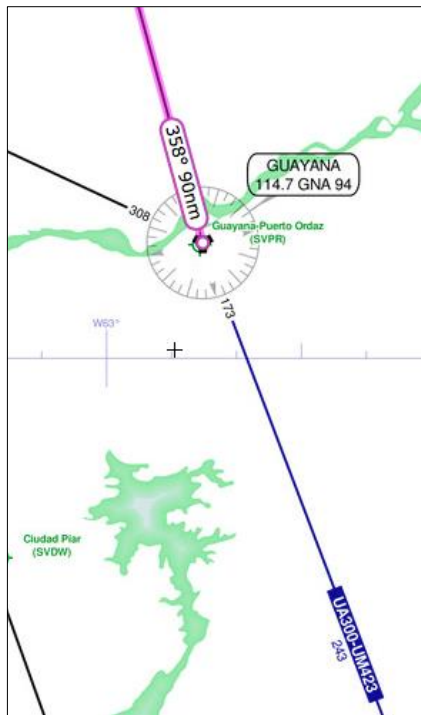 358° 90nm
GUAYANA
114.7 GNA 94
308
Guayana-Puerto Ordaz
(SVPR)
173
W63°
Ciudad Piar
(SVDW)
UA300-UM423
243